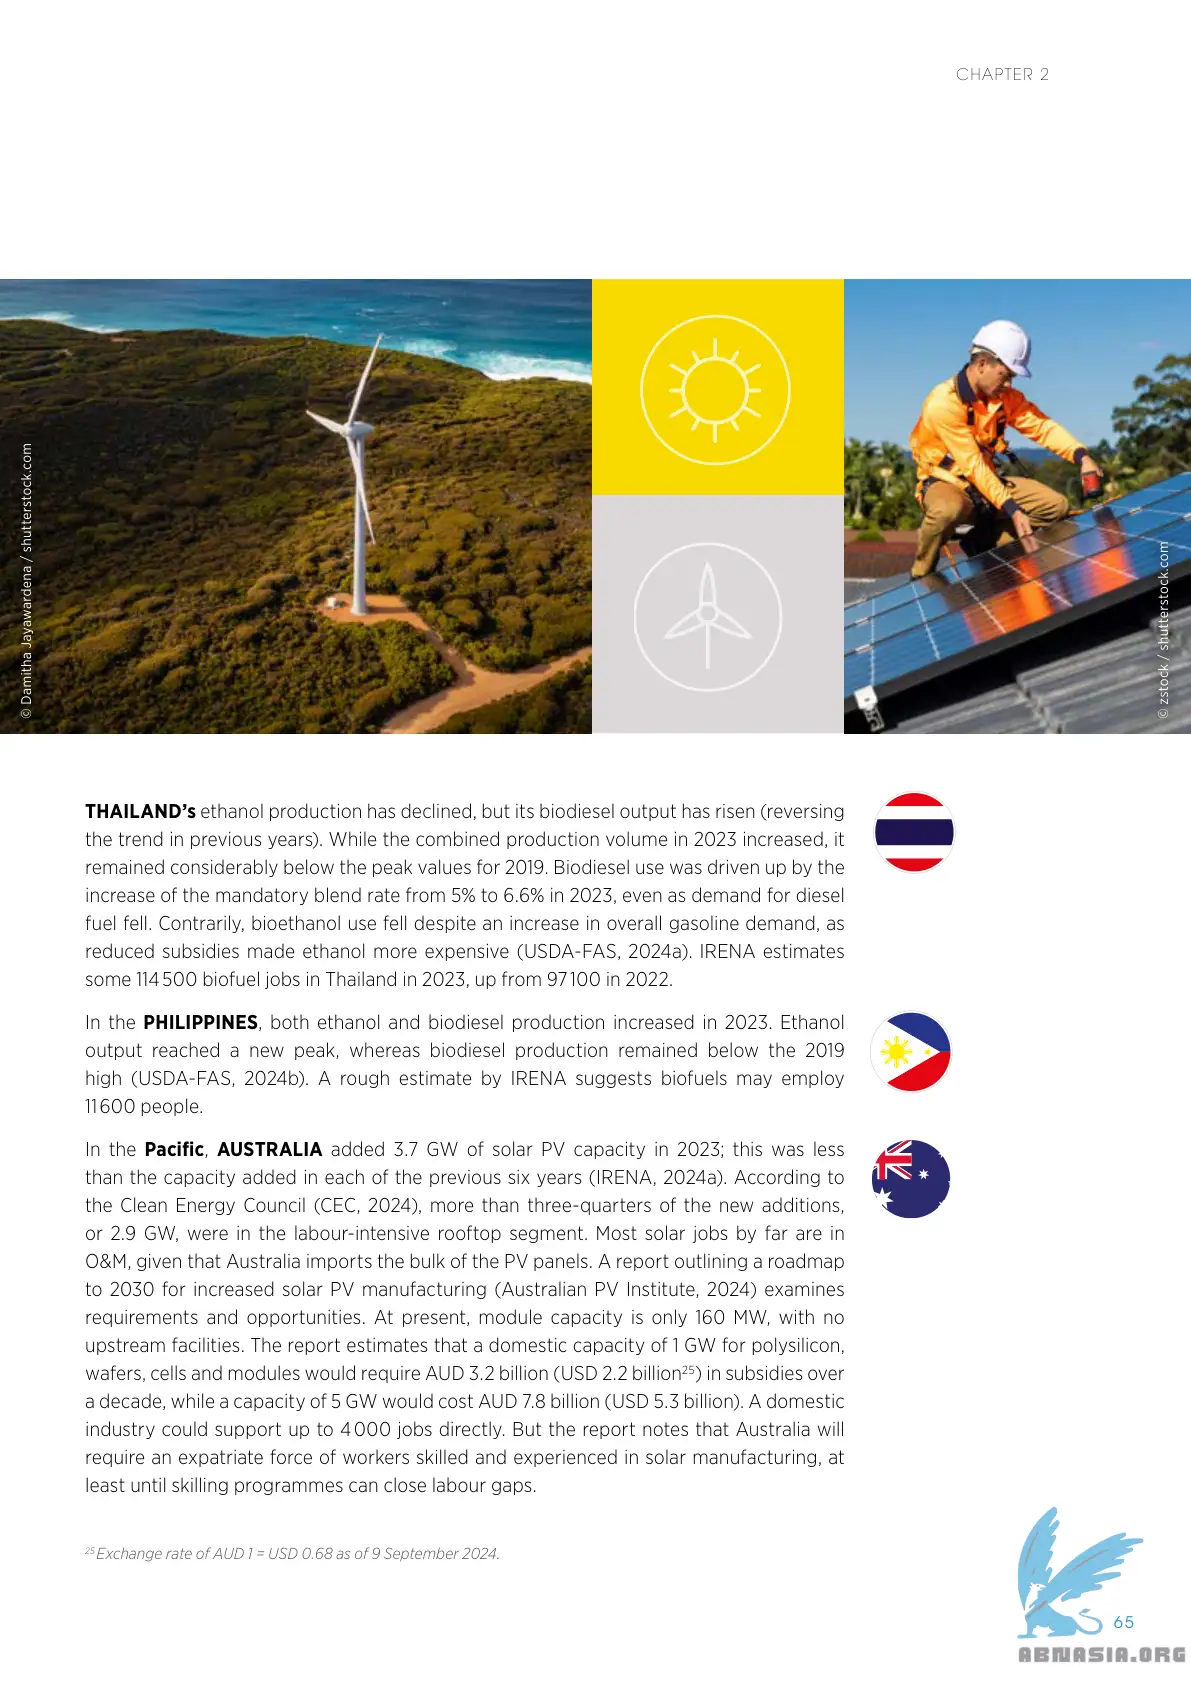 CHAPTER 2
© Damitha Jayawardena / shutterstock.com
© zstock / shutterstock.com
THAILAND’s ethanol production has declined, but its biodiesel output has risen (reversing
the trend in previous years). While the combined production volume in 2023 increased, it
remained considerably below the peak values for 2019. Biodiesel use was driven up by the
increase of the mandatory blend rate from 5% to 6.6% in 2023, even as demand for diesel
fuel fell. Contrarily, bioethanol use fell despite an increase in overall gasoline demand, as
reduced subsidies made ethanol more expensive (USDA-FAS, 2024a). IRENA estimates
some 114 500 biofuel jobs in Thailand in 2023, up from 97 100 in 2022.
In the PHILIPPINES, both ethanol and biodiesel production increased in 2023. Ethanol
output reached a new peak, whereas biodiesel production remained below the 2019
high (USDA-FAS, 2024b). A rough estimate by IRENA suggests biofuels may employ
11 600 people.
In the Pacific, AUSTRALIA added 3.7 GW of solar PV capacity in 2023; this was less
than the capacity added in each of the previous six years (IRENA, 2024a). According to
the Clean Energy Council (CEC, 2024), more than three-quarters of the new additions,
or 2.9 GW, were in the labour-intensive rooftop segment. Most solar jobs by far are in
O&M, given that Australia imports the bulk of the PV panels. A report outlining a roadmap
to 2030 for increased solar PV manufacturing (Australian PV Institute, 2024) examines
requirements and opportunities. At present, module capacity is only 160 MW, with no
upstream facilities. The report estimates that a domestic capacity of 1 GW for polysilicon,
wafers, cells and modules would require AUD 3.2 billion (USD 2.2 billion25) in subsidies over
a decade, while a capacity of 5 GW would cost AUD 7.8 billion (USD 5.3 billion). A domestic
industry could support up to 4 000 jobs directly. But the report notes that Australia will
require an expatriate force of workers skilled and experienced in solar manufacturing, at
least until skilling programmes can close labour gaps.
25 Exchange rate of AUD 1 = USD 0.68 as of 9 September 2024.
65
ABNASIA.ORG